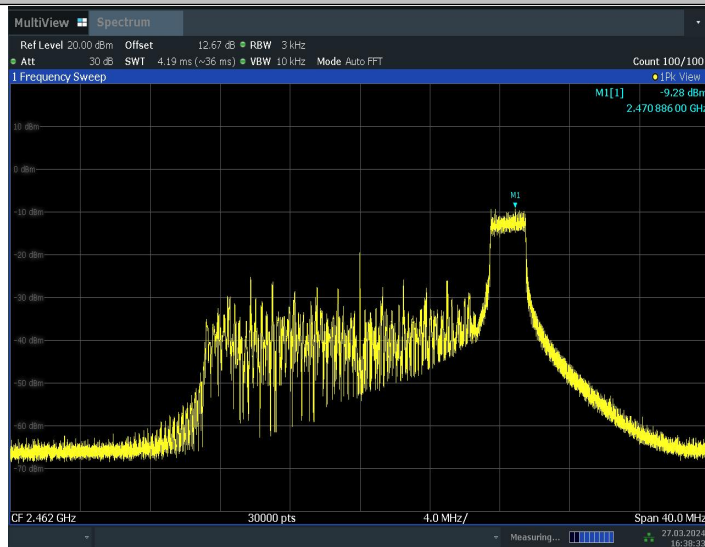 MultiView Spectrum
Ref Level 20.00 dBm Offset 12.67 dB RBW 3 kHz
Att 30 dB SWT 4.19 ms (~36 ms) VBW 10 kHz Mode Auto FFT Count 100/100
1 Frequency Sweep 1Pk View
M1[1] -9.28 dBm
2.470 886 00 GHz
10 dBm
0 dBm
M1
-10 dBm
-20 dBm
-30 dBm
-40 dBm
-50 dBm
-60 dBm
-70 dBm
CF 2.462 GHz 30000 pts 4.0 MHz/ Span 40.0 MHz
Measuring... 27.03.2024
16:38:33